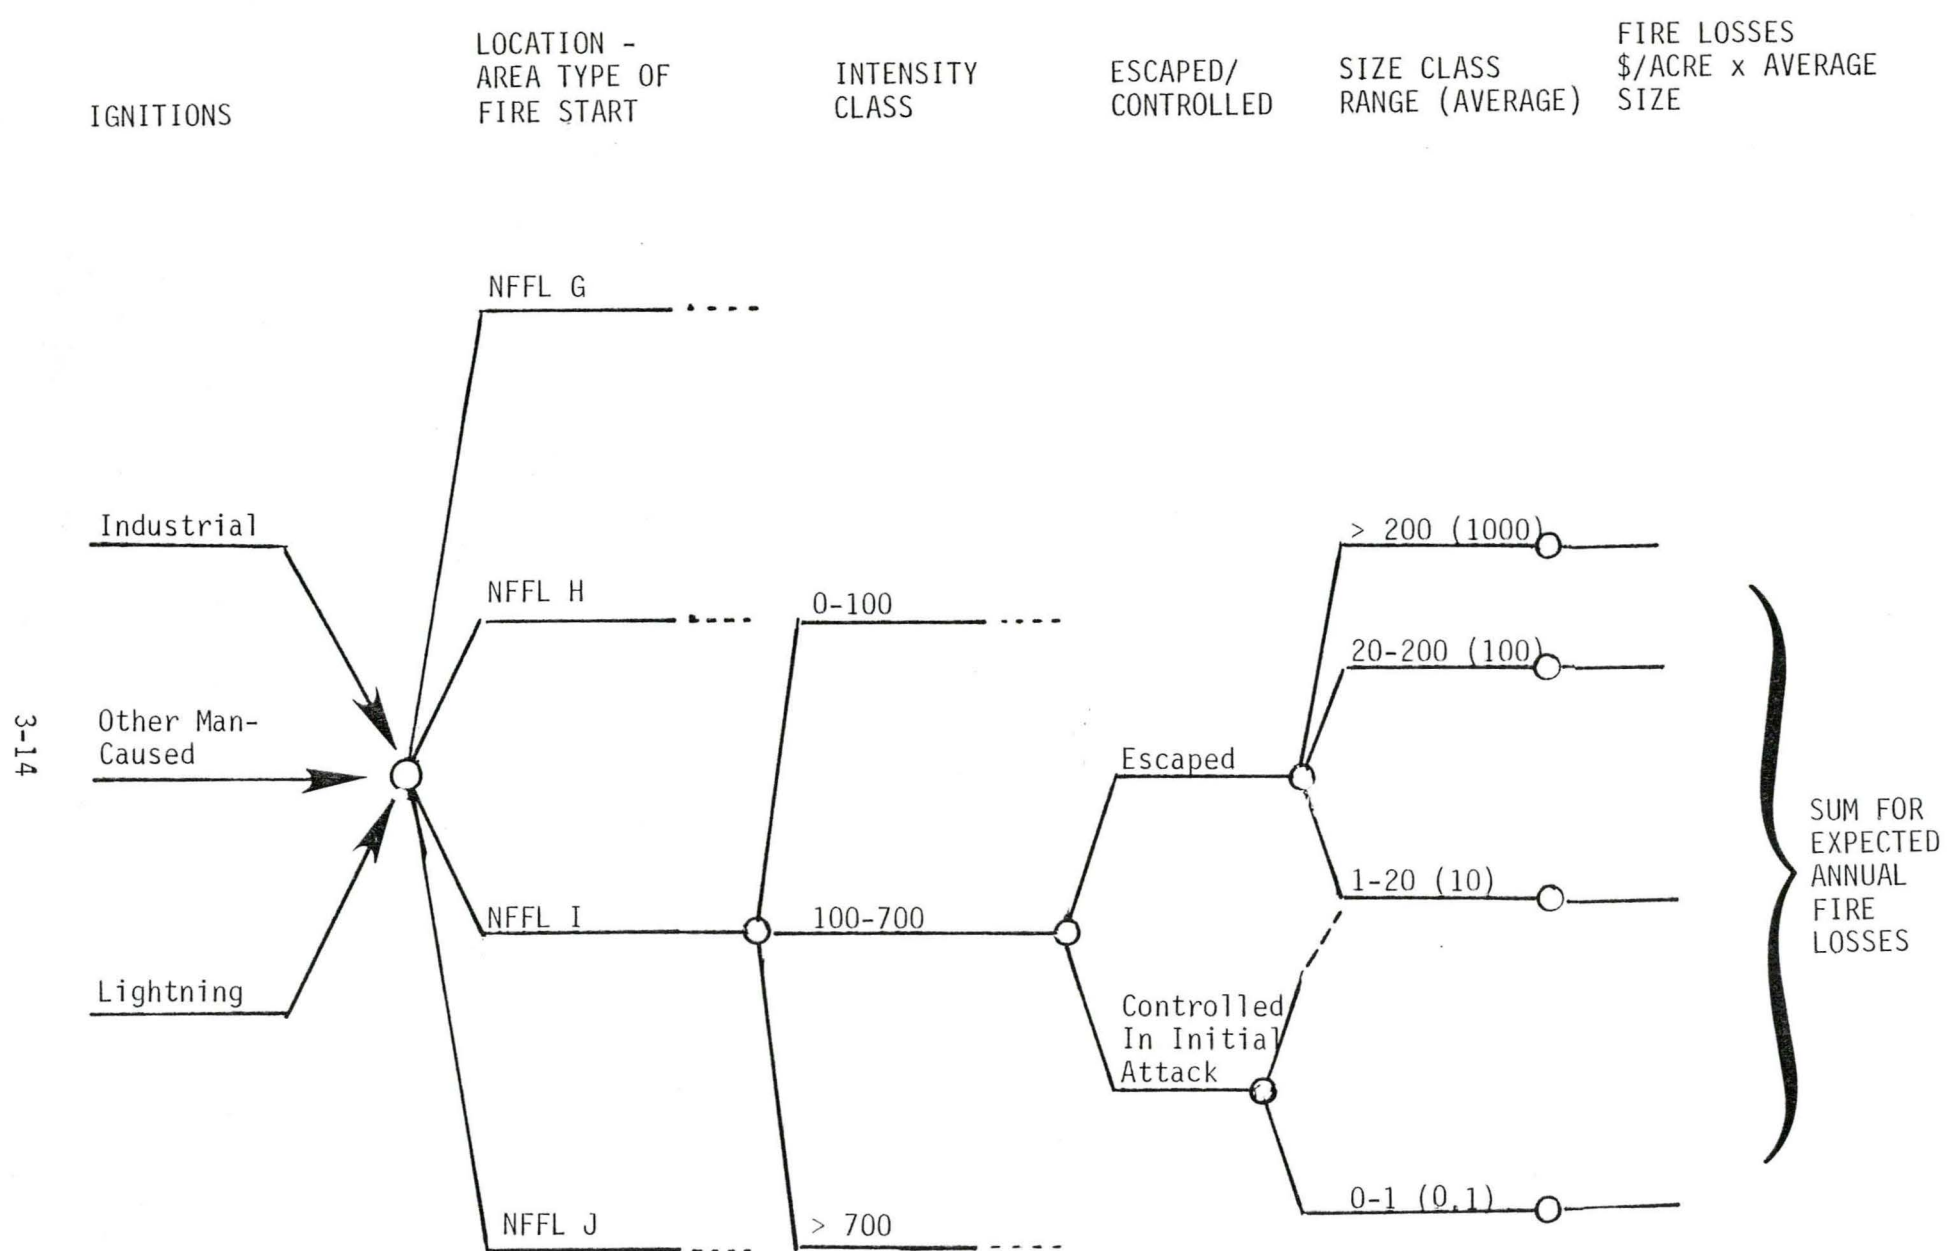 IGNITIONS
LOCATION -
AREA TYPE OF
FIRE START
INTENSITY
CLASS
ESCAPED/
CONTROLLED
SIZE CLASS
RANGE (AVERAGE)
FIRE LOSSES
$/ACRE x AVERAGE
SIZE
Industrial
Other Man-
Caused
Lightning
NFFL G
NFFL H
NFFL I
NFFL J
0-100
100-700
> 700
Escaped
Controlled
In Initial
Attack
> 200 (1000)
20-200 (100)
1-20 (10)
0-1 (0.1)
SUM FOR
EXPECTED
ANNUAL
FIRE
LOSSES
3-14